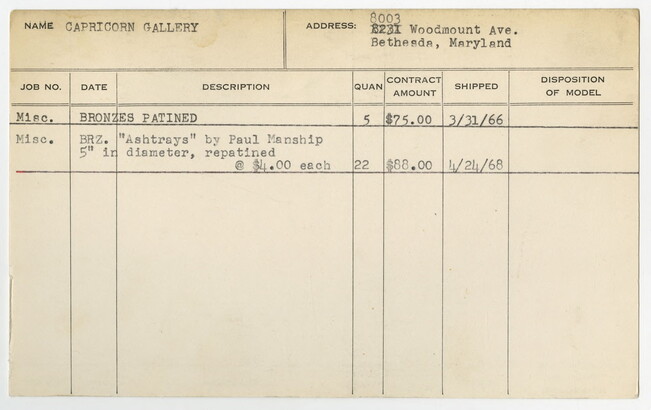 NAME CAPRICORN GALLERY
ADDRESS: 8003
8231 Woodmount Ave.
Bethesda, Maryland
JOB NO. DATE DESCRIPTION QUAN CONTRACT AMOUNT SHIPPED DISPOSITION OF MODEL
Misc. BRONZES PATINED 5 $75.00 3/31/66
Misc. BRZ. "Ashtrays" by Paul Manship
5" in diameter, repatined
@ $4.00 each 22 $88.00 4/24/68